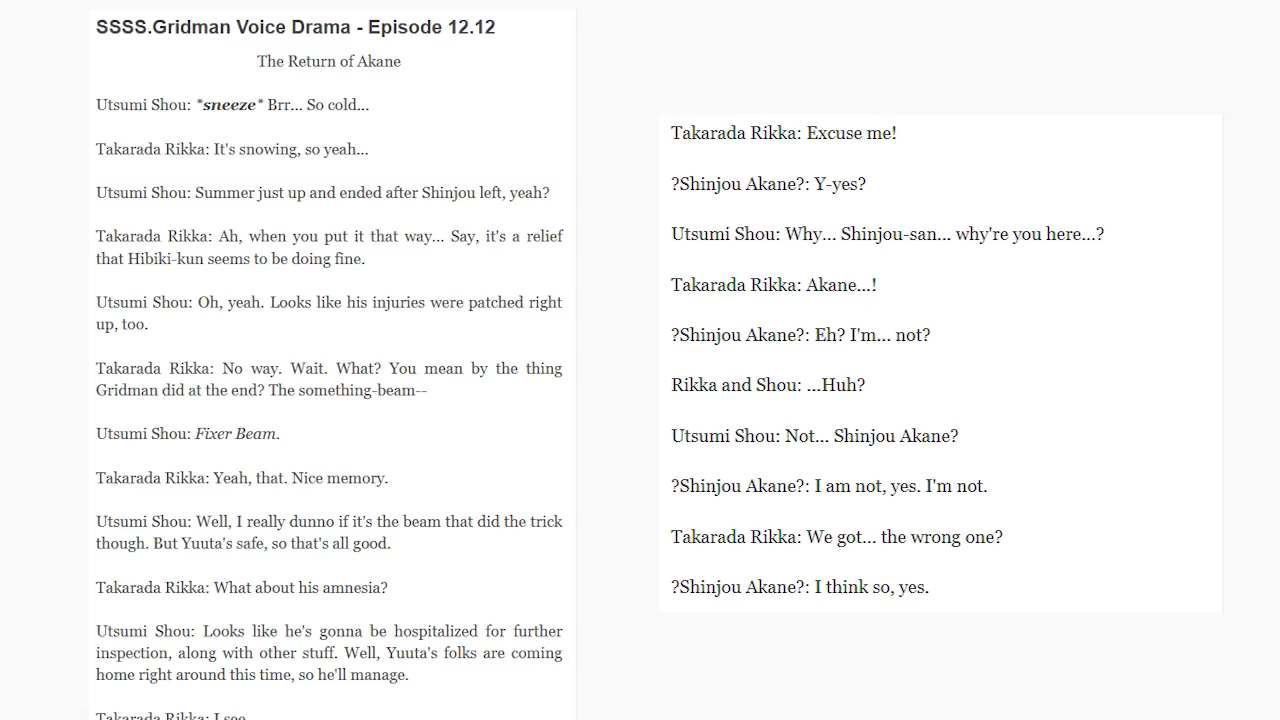 SSSS.Gridman Voice Drama - Episode 12.12
The Return of Akane
Utsumi Shou: *sneeze* Brr... So cold...
Takarada Rikka: It's snowing, so yeah...
Utsumi Shou: Summer just up and ended after Shinjou left, yeah?
Takarada Rikka: Ah, when you put it that way... Say, it's a relief
that Hibiki-kun seems to be doing fine.
Utsumi Shou: Oh, yeah. Looks like his injuries were patched right
up, too.
Takarada Rikka: No way. Wait. What? You mean by the thing
Gridman did at the end? The something-beam--
Utsumi Shou: Fixer Beam.
Takarada Rikka: Yeah, that. Nice memory.
Utsumi Shou: Well, I really dunno if it's the beam that did the trick
though. But Yuuta's safe, so that's all good.
Takarada Rikka: What about his amnesia?
Utsumi Shou: Looks like he's gonna be hospitalized for further
inspection, along with other stuff. Well, Yuuta's folks are coming
home right around this time, so he'll manage.
Takarada Rikka: I see
Takarada Rikka: Excuse me!
?Shinjou Akane?: Y-yes?
Utsumi Shou: Why... Shinjou-san... why're you here...?
Takarada Rikka: Akane...!
?Shinjou Akane?: Eh? I'm... not?
Rikka and Shou: ...Huh?
Utsumi Shou: Not... Shinjou Akane?
?Shinjou Akane?: I am not, yes. I'm not.
Takarada Rikka: We got... the wrong one?
?Shinjou Akane?: I think so, yes.